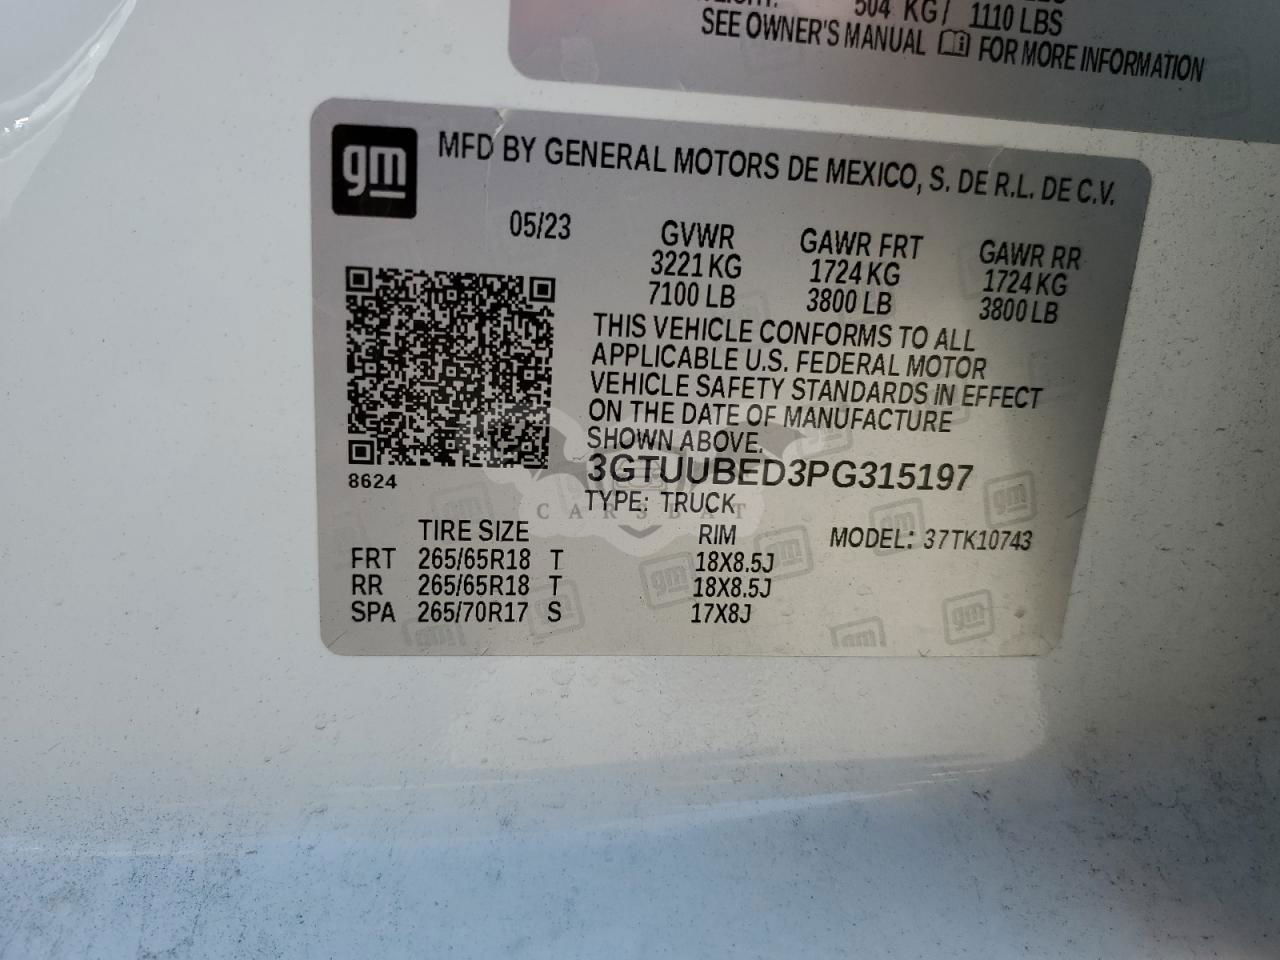 504 KG / 1110 LBS
SEE OWNER'S MANUAL FOR MORE INFORMATION
gm MFD BY GENERAL MOTORS DE MEXICO, S. DE R.L. DE C.V.
05/23 GVWR GAWR FRT GAWR RR
3221 KG 1724 KG 1724 KG
7100 LB 3800 LB 3800 LB
THIS VEHICLE CONFORMS TO ALL
APPLICABLE U.S. FEDERAL MOTOR
VEHICLE SAFETY STANDARDS IN EFFECT
ON THE DATE OF MANUFACTURE
SHOWN ABOVE.
3GTUUBED3PG315197
8624
TYPE: TRUCK
CARSBAT
TIRE SIZE RIM MODEL: 37TK10743
FRT 265/65R18 T 18X8.5J
RR 265/65R18 T 18X8.5J
SPA 265/70R17 S 17X8J